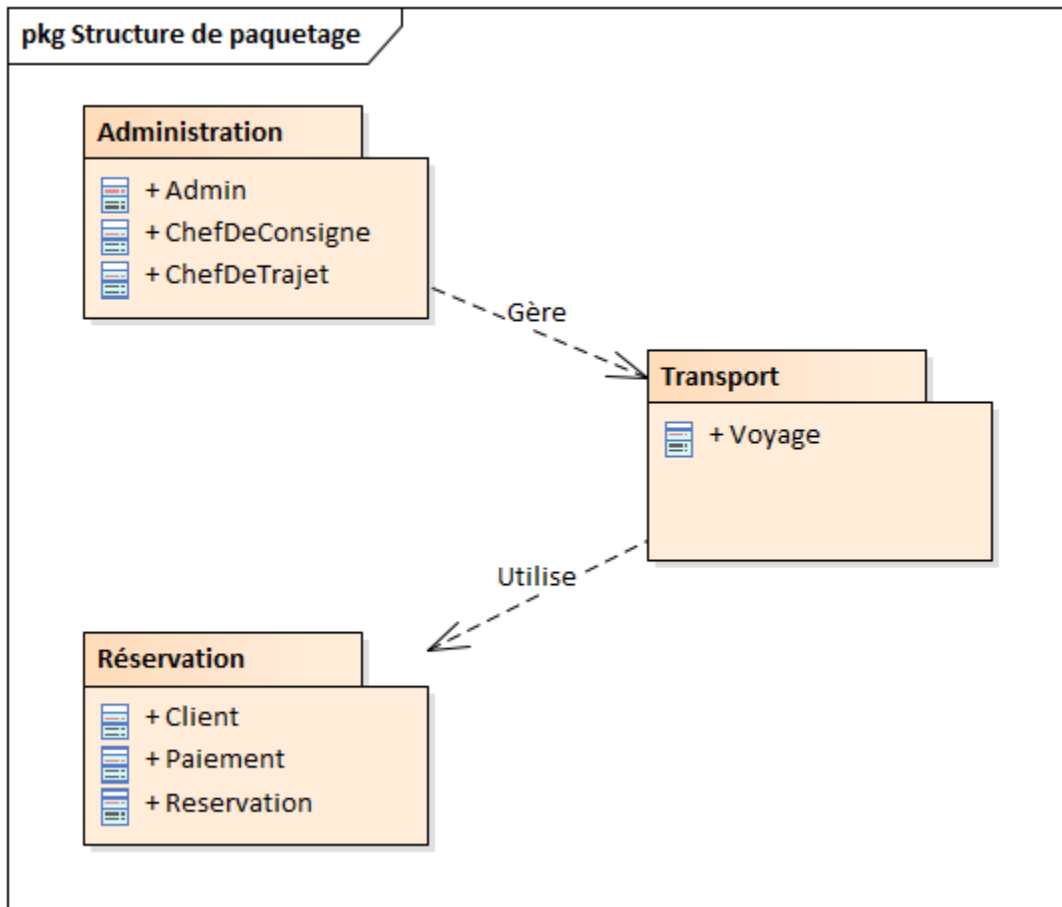 pkg Structure de paquetage
Administration
+ Admin
+ ChefDeConsigne
+ ChefDeTrajet
Gère
Transport
+ Voyage
Utilise
Réservation
+ Client
+ Paiement
+ Reservation